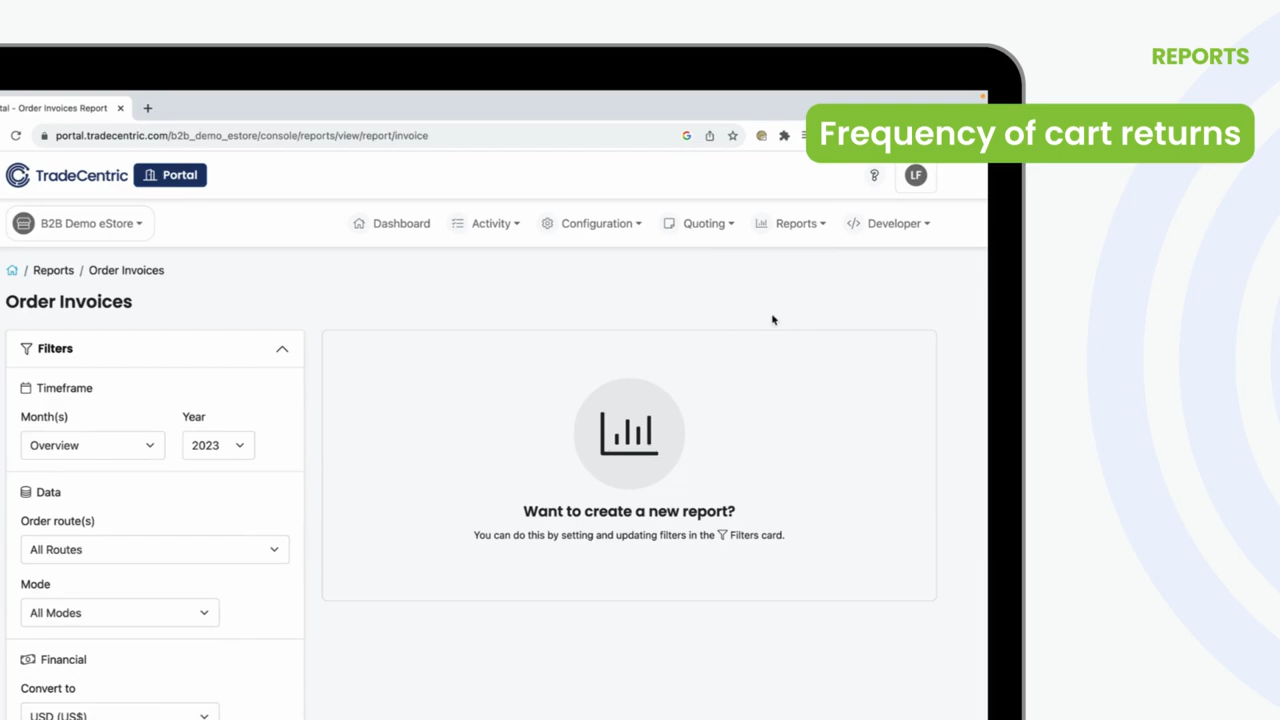 REPORTS
Frequency of cart returns
tal - Order Invoices Report
portal.tradecentric.com/b2b_demo_estore/console/reports/view/report/invoice
TradeCentric Portal
? LF
B2B Demo eStore Dashboard Activity Configuration Quoting Reports Developer
/ Reports / Order Invoices
Order Invoices
Filters
Timeframe
Month(s) Year
Overview 2023
Data
Order route(s)
All Routes
Mode
All Modes
Financial
Convert to
USD (US$)
Want to create a new report?
You can do this by setting and updating filters in the Filters card.